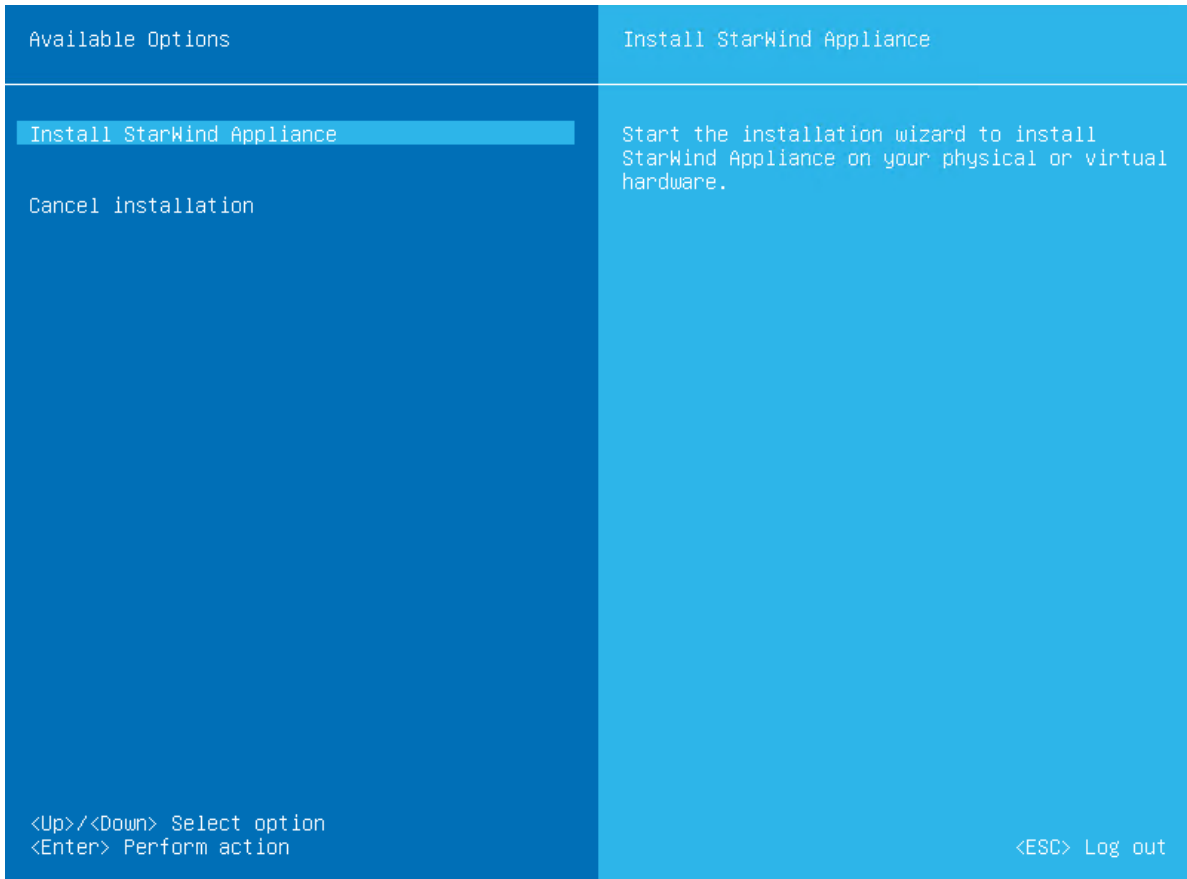 Available Options
Install StarWind Appliance
Install StarWind Appliance
Cancel installation
Start the installation wizard to install
StarWind Appliance on your physical or virtual
hardware.
<Up>/<Down> Select option
<Enter> Perform action
<ESC> Log out